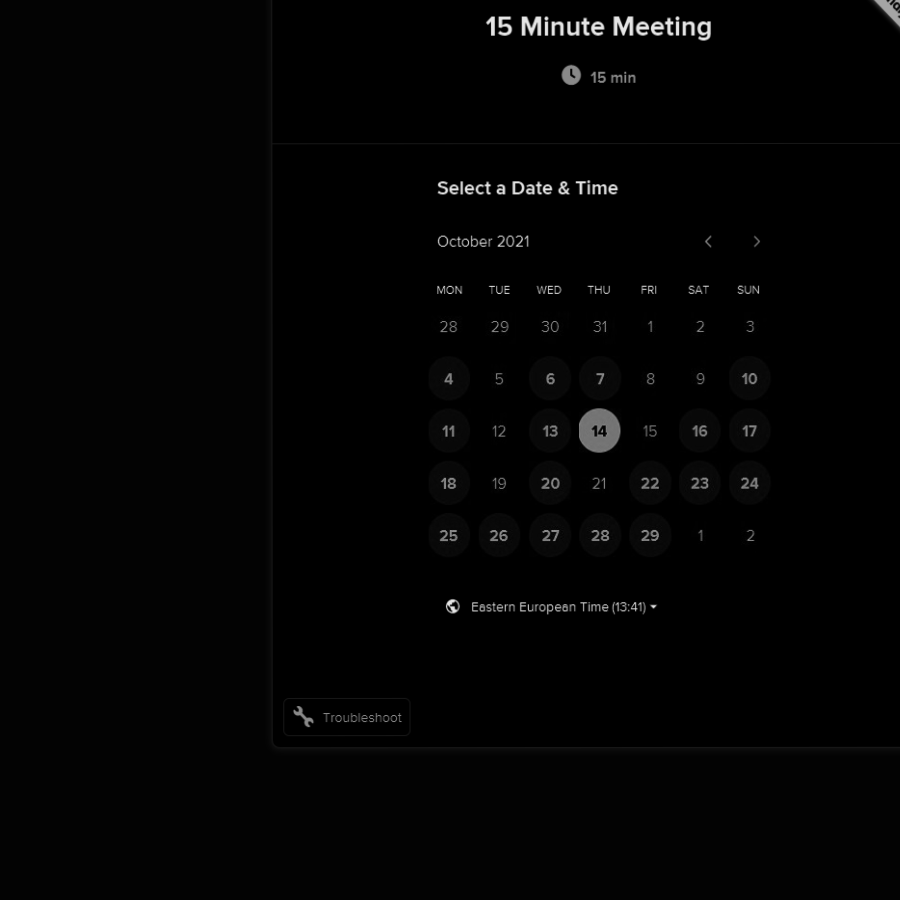 15 Minute Meeting
15 min
Select a Date & Time
October 2021
MON TUE WED THU FRI SAT SUN
28 29 30 31 1 2 3
4 5 6 7 8 9 10
11 12 13 14 15 16 17
18 19 20 21 22 23 24
25 26 27 28 29 1 2
Eastern European Time (13:41)
Troubleshoot